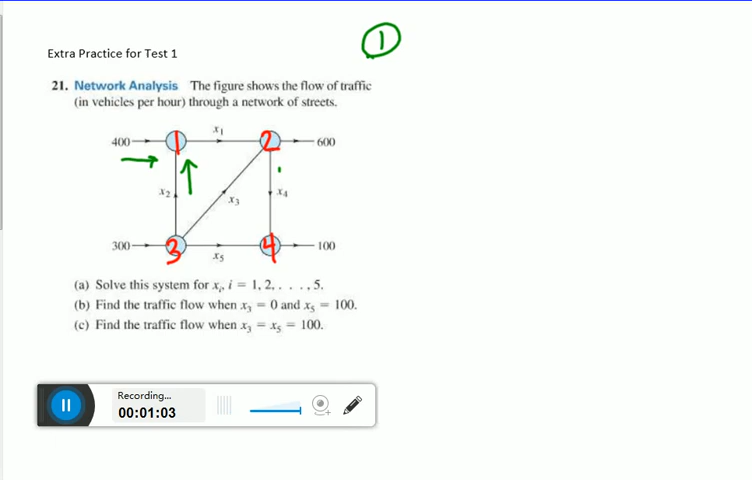 1
Extra Practice for Test 1
21. Network Analysis The figure shows the flow of traffic
(in vehicles per hour) through a network of streets.
x₁
400 1 2 600
x₂ x₃ x₄
300 3 4 100
x₅
(a) Solve this system for xᵢ, i = 1, 2, . . . , 5.
(b) Find the traffic flow when x₃ = 0 and x₅ = 100.
(c) Find the traffic flow when x₃ = x₅ = 100.
Recording...
00:01:03